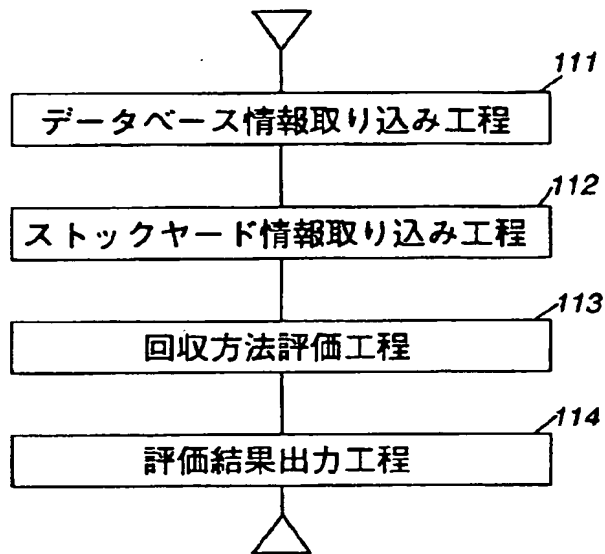 111
データベース情報取り込み工程
112
ストックヤード情報取り込み工程
113
回収方法評価工程
114
評価結果出力工程